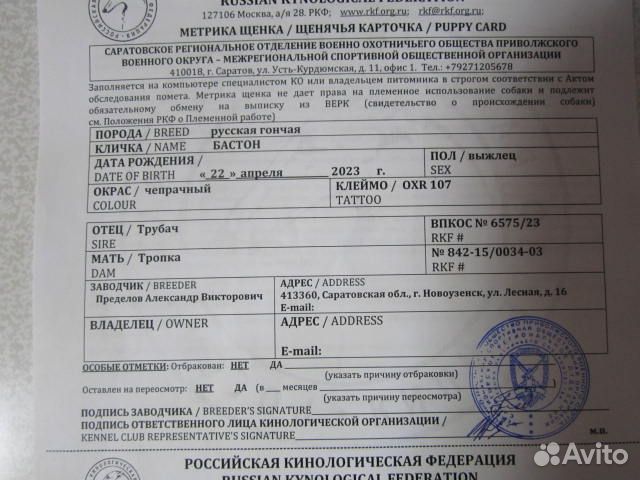 RUSSIAN KYNOLOGICAL FEDERATION
127106 Москва, а/я 28. РКФ; www.rkf.org.ru; rkf@rkf.org.ru;
МЕТРИКА ЩЕНКА / ЩЕНЯЧЬЯ КАРТОЧКА / PUPPY CARD
САРАТОВСКОЕ РЕГИОНАЛЬНОЕ ОТДЕЛЕНИЕ ВОЕННО ОХОТНИЧЬЕГО ОБЩЕСТВА ПРИВОЛЖСКОГО
ВОЕННОГО ОКРУГА – МЕЖРЕГИОНАЛЬНОЙ СПОРТИВНОЙ ОБЩЕСТВЕННОЙ ОРГАНИЗАЦИИ
410018, г. Саратов, ул. Усть-Курдюмская, д. 11, офис 1. Тел.: +79271205678
Заполняется на компьютере специалистом КО или владельцем питомника в строгом соответствии с Актом
обследования помета. Метрика щенка не дает права на племенное использование собаки и подлежит
обязательному обмену на выписку из ВЕРК (свидетельство о происхождении собаки)
см. Положения РКФ о Племенной работе)
ПОРОДА / BREED русская гончая
КЛИЧКА / NAME БАСТОН
ДАТА РОЖДЕНИЯ/ ПОЛ / выжлец
DATE OF BIRTH «_22_» апреля 2023 г. SEX
ОКРАС / чепрачный КЛЕЙМО / OXR 107
COLOUR TATTOO
ОТЕЦ / Трубач ВПКОС № 6575/23
SIRE RKF #
МАТЬ / Тропка № 842-15/0034-03
DAM RKF #
ЗАВОДЧИК / BREEDER АДРЕС / ADDRESS
Пределов Александр Викторович 413360, Саратовская обл., г. Новоузенск, ул. Лесная, д. 16
E-mail:
ВЛАДЕЛЕЦ / OWNER АДРЕС / ADDRESS
E-mail:
ОСОБЫЕ ОТМЕТКИ: Отбракован: НЕТ ДА
(указать причину отбраковки)
Оставлен на переосмотр: НЕТ ДА (в ___ месяцев
(указать причину)
ПОДПИСЬ ЗАВОДЧИКА / BREEDER'S SIGNATURE
ПОДПИСЬ ОТВЕТСТВЕННОГО ЛИЦА КИНОЛОГИЧЕСКОЙ ОРГАНИЗАЦИИ /
KENNEL CLUB REPRESENTATIVE'S SIGNATURE М.П.
РОССИЙСКАЯ КИНОЛОГИЧЕСКАЯ ФЕДЕРАЦИЯ
RUSSIAN KYNOLOGICAL FEDERATION
Avito